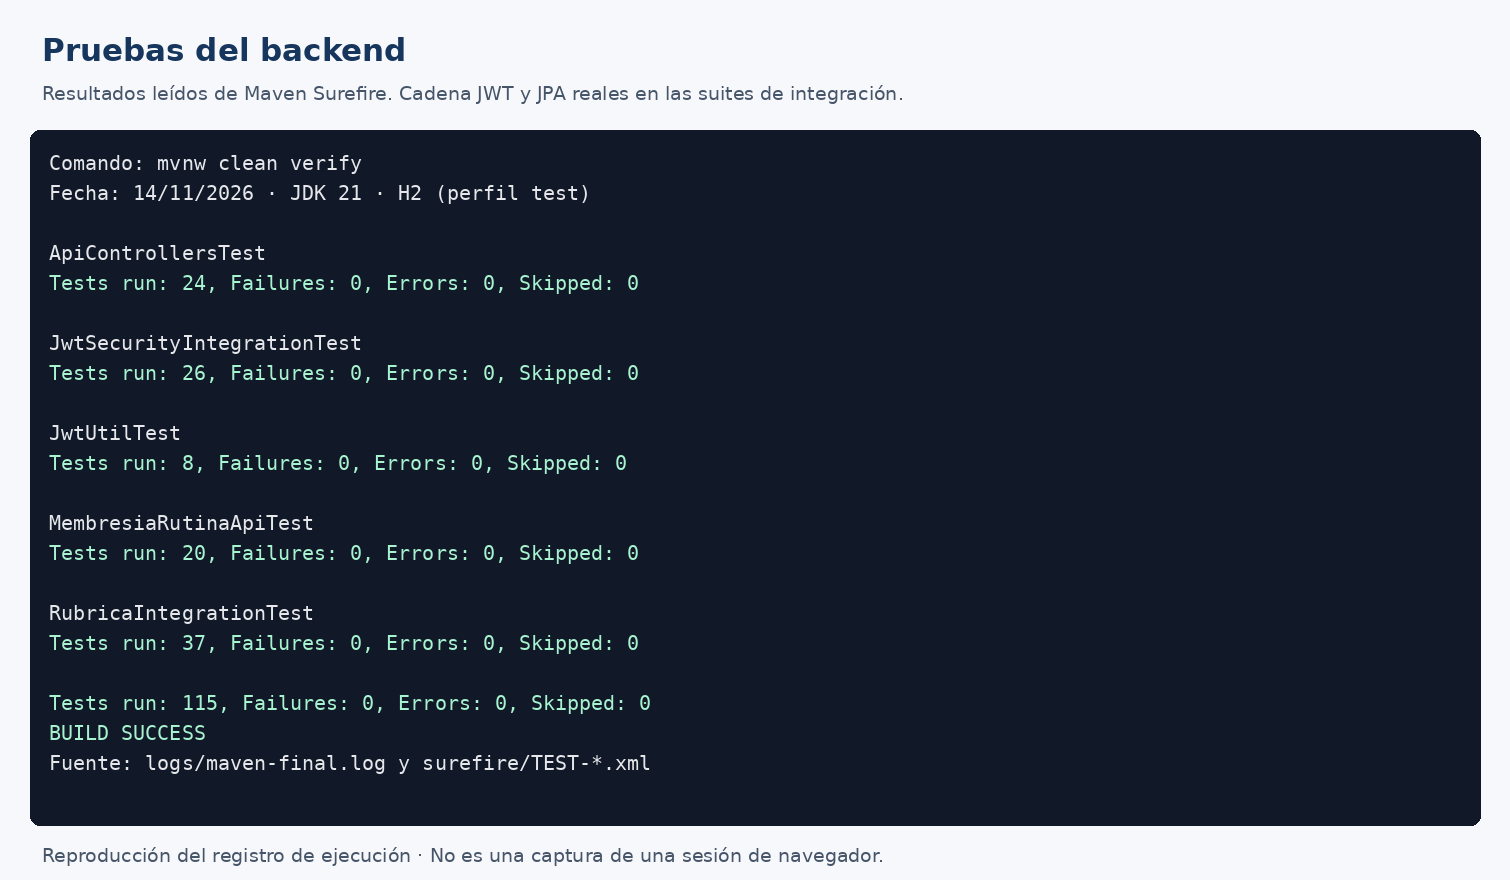 Pruebas del backend
Resultados leídos de Maven Surefire. Cadena JWT y JPA reales en las suites de integración.
Comando: mvnw clean verify
Fecha: 14/11/2026 · JDK 21 · H2 (perfil test)
ApiControllersTest
Tests run: 24, Failures: 0, Errors: 0, Skipped: 0
JwtSecurityIntegrationTest
Tests run: 26, Failures: 0, Errors: 0, Skipped: 0
JwtUtilTest
Tests run: 8, Failures: 0, Errors: 0, Skipped: 0
MembresiaRutinaApiTest
Tests run: 20, Failures: 0, Errors: 0, Skipped: 0
RubricaIntegrationTest
Tests run: 37, Failures: 0, Errors: 0, Skipped: 0
Tests run: 115, Failures: 0, Errors: 0, Skipped: 0
BUILD SUCCESS
Fuente: logs/maven-final.log y surefire/TEST-*.xml
Reproducción del registro de ejecución · No es una captura de una sesión de navegador.